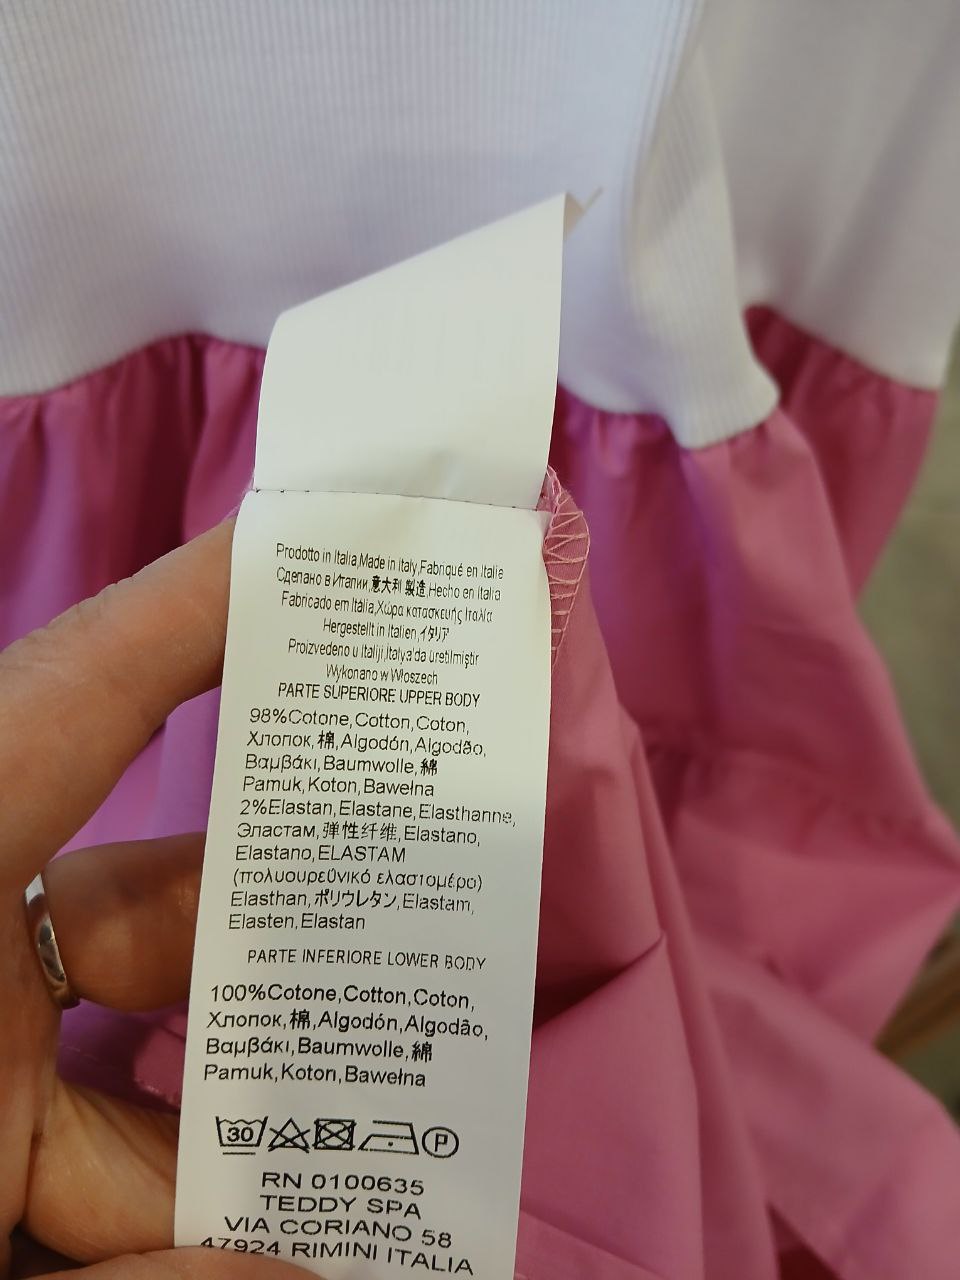 Prodotto in Italia,Made in Italy,Fabriqué en Italia
Сделано в Италии,意大利 製造,Hecho en Italia
Fabricado em Itália,Χώρα κατασκευής Ιταλία
Hergestellt in Italien,イタリア
Proizvedeno u Italiji,İtalya'da üretilmiştir
Wykonano w Włoszech
PARTE SUPERIORE UPPER BODY
98%Cotone,Cotton,Coton,
Хлопок,棉,Algodón,Algodão,
Βαμβάκι,Baumwolle,綿
Pamuk,Koton,Bawełna
2%Elastan,Elastane,Elasthanne,
Эластам,弹性纤维,Elastano,
Elastano,ELASTAM
(πολυουρεϋνικό ελαστομέρο)
Elasthan,ポリウレタン,Elastam,
Elasten,Elastan
PARTE INFERIORE LOWER BODY
100%Cotone,Cotton,Coton,
Хлопок,棉,Algodón,Algodão,
Βαμβάκι,Baumwolle,綿
Pamuk,Koton,Bawełna
30 P
RN 0100635
TEDDY SPA
VIA CORIANO 58
47924 RIMINI ITALIA